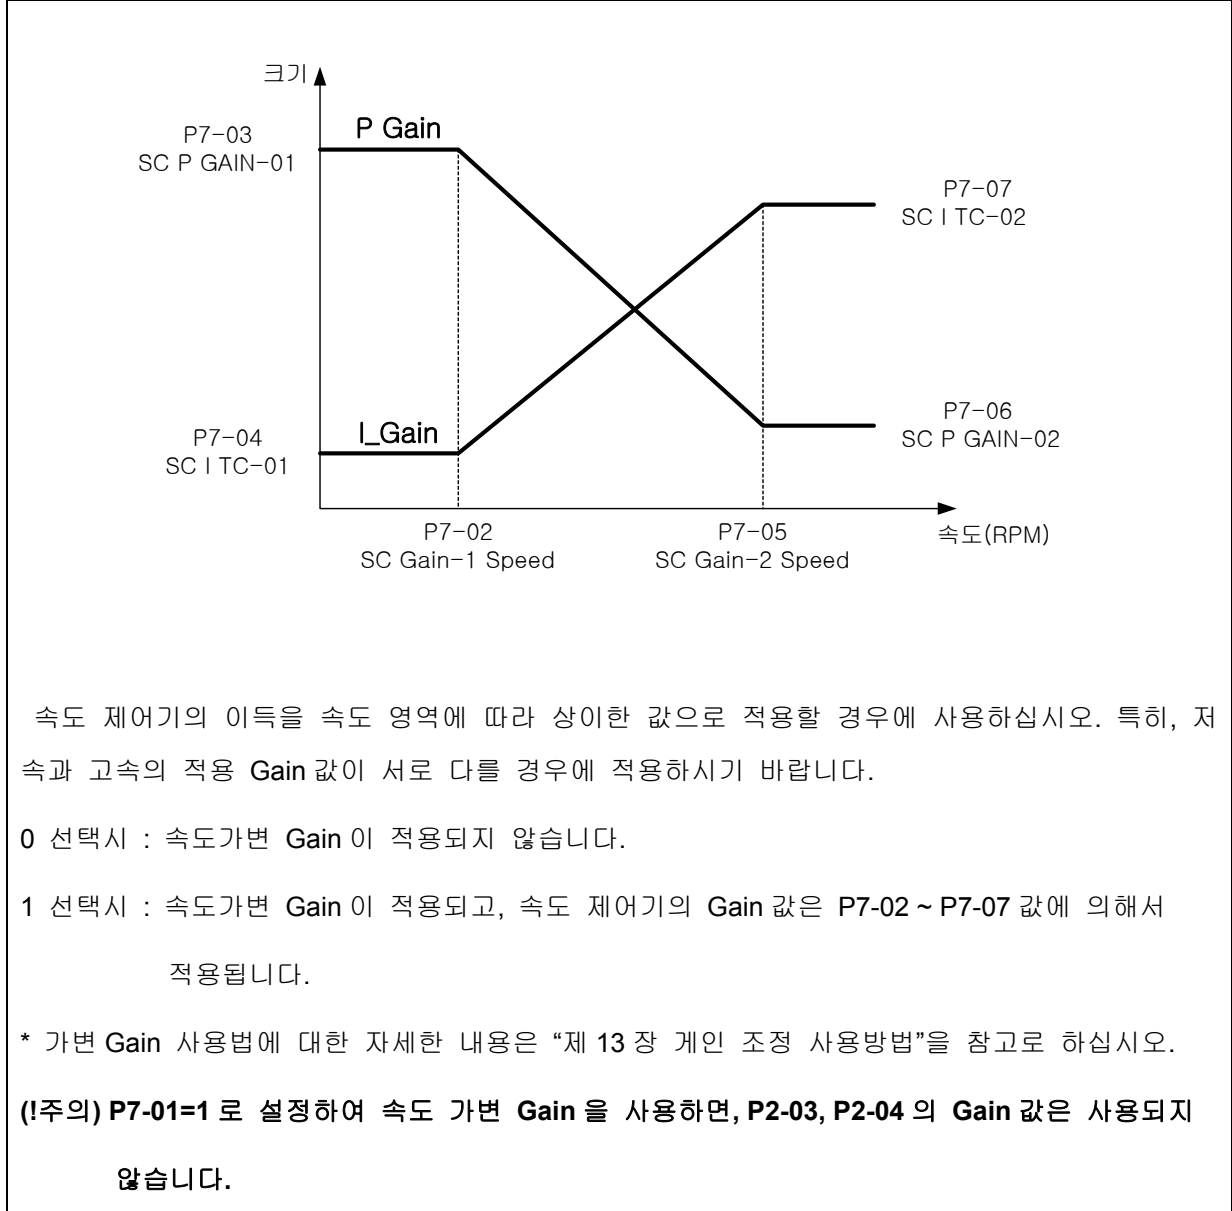 크기
P7-03
SC P GAIN-01
P Gain
P7-07
SC I TC-02
P7-04
SC I TC-01
I_Gain
P7-06
SC P GAIN-02
P7-02
SC Gain-1 Speed
P7-05
SC Gain-2 Speed
속도(RPM)
속도 제어기의 이득을 속도 영역에 따라 상이한 값으로 적용할 경우에 사용하십시오. 특히, 저
속과 고속의 적용 Gain 값이 서로 다를 경우에 적용하시기 바랍니다.
0 선택시 : 속도가변 Gain 이 적용되지 않습니다.
1 선택시 : 속도가변 Gain 이 적용되고, 속도 제어기의 Gain 값은 P7-02 ~ P7-07 값에 의해서
적용됩니다.
* 가변 Gain 사용법에 대한 자세한 내용은 “제 13 장 게인 조정 사용방법”을 참고로 하십시오.
(!주의) P7-01=1 로 설정하여 속도 가변 Gain 을 사용하면, P2-03, P2-04 의 Gain 값은 사용되지
않습니다.